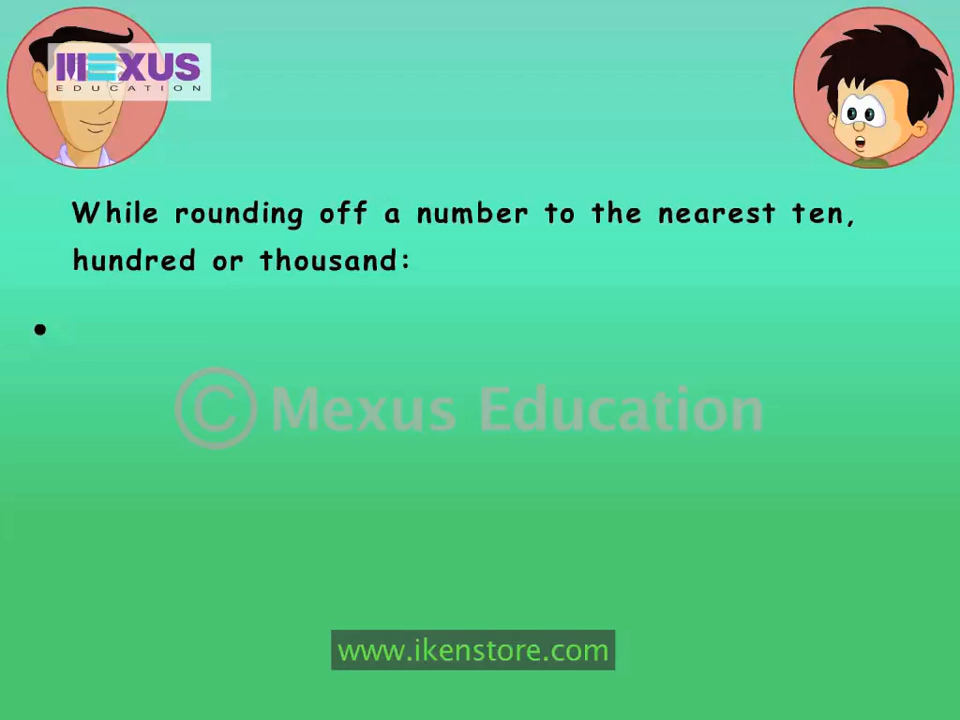 MEXUS
EDUCATION
While rounding off a number to the nearest ten,
hundred or thousand:
•
© Mexus Education
www.ikenstore.com